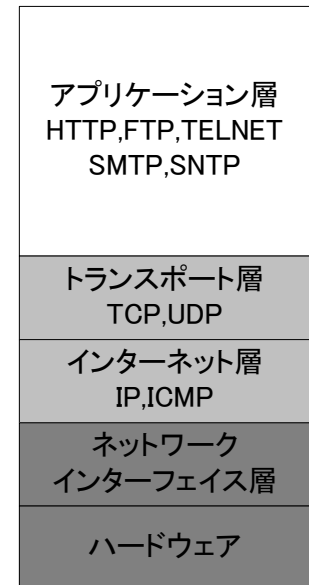 アプリケーション層
HTTP,FTP,TELNET
SMTP,SNTP
トランスポート層
TCP,UDP
インターネット層
IP,ICMP
ネットワーク
インターフェイス層
ハードウェア